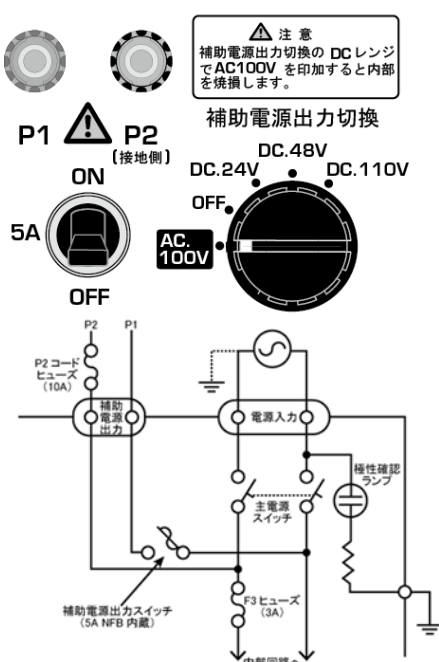 注 意
補助電源出力切換の DCレンジ
でAC100V を印加すると内部
を焼損します。
補助電源出力切換
P1
P2
(接地側)
ON
5A
OFF
DC.48V
DC.24V
DC.110V
OFF
AC.
100V
P2
P1
P2 コード
ヒューズ
(10A)
補助
電源
出力
電源入力
極性確認
ランプ
主電源
スイッチ
補助電源出力スイッチ
(5A NFB 内蔵)
F3 ヒューズ
(3A)
内部回路へ